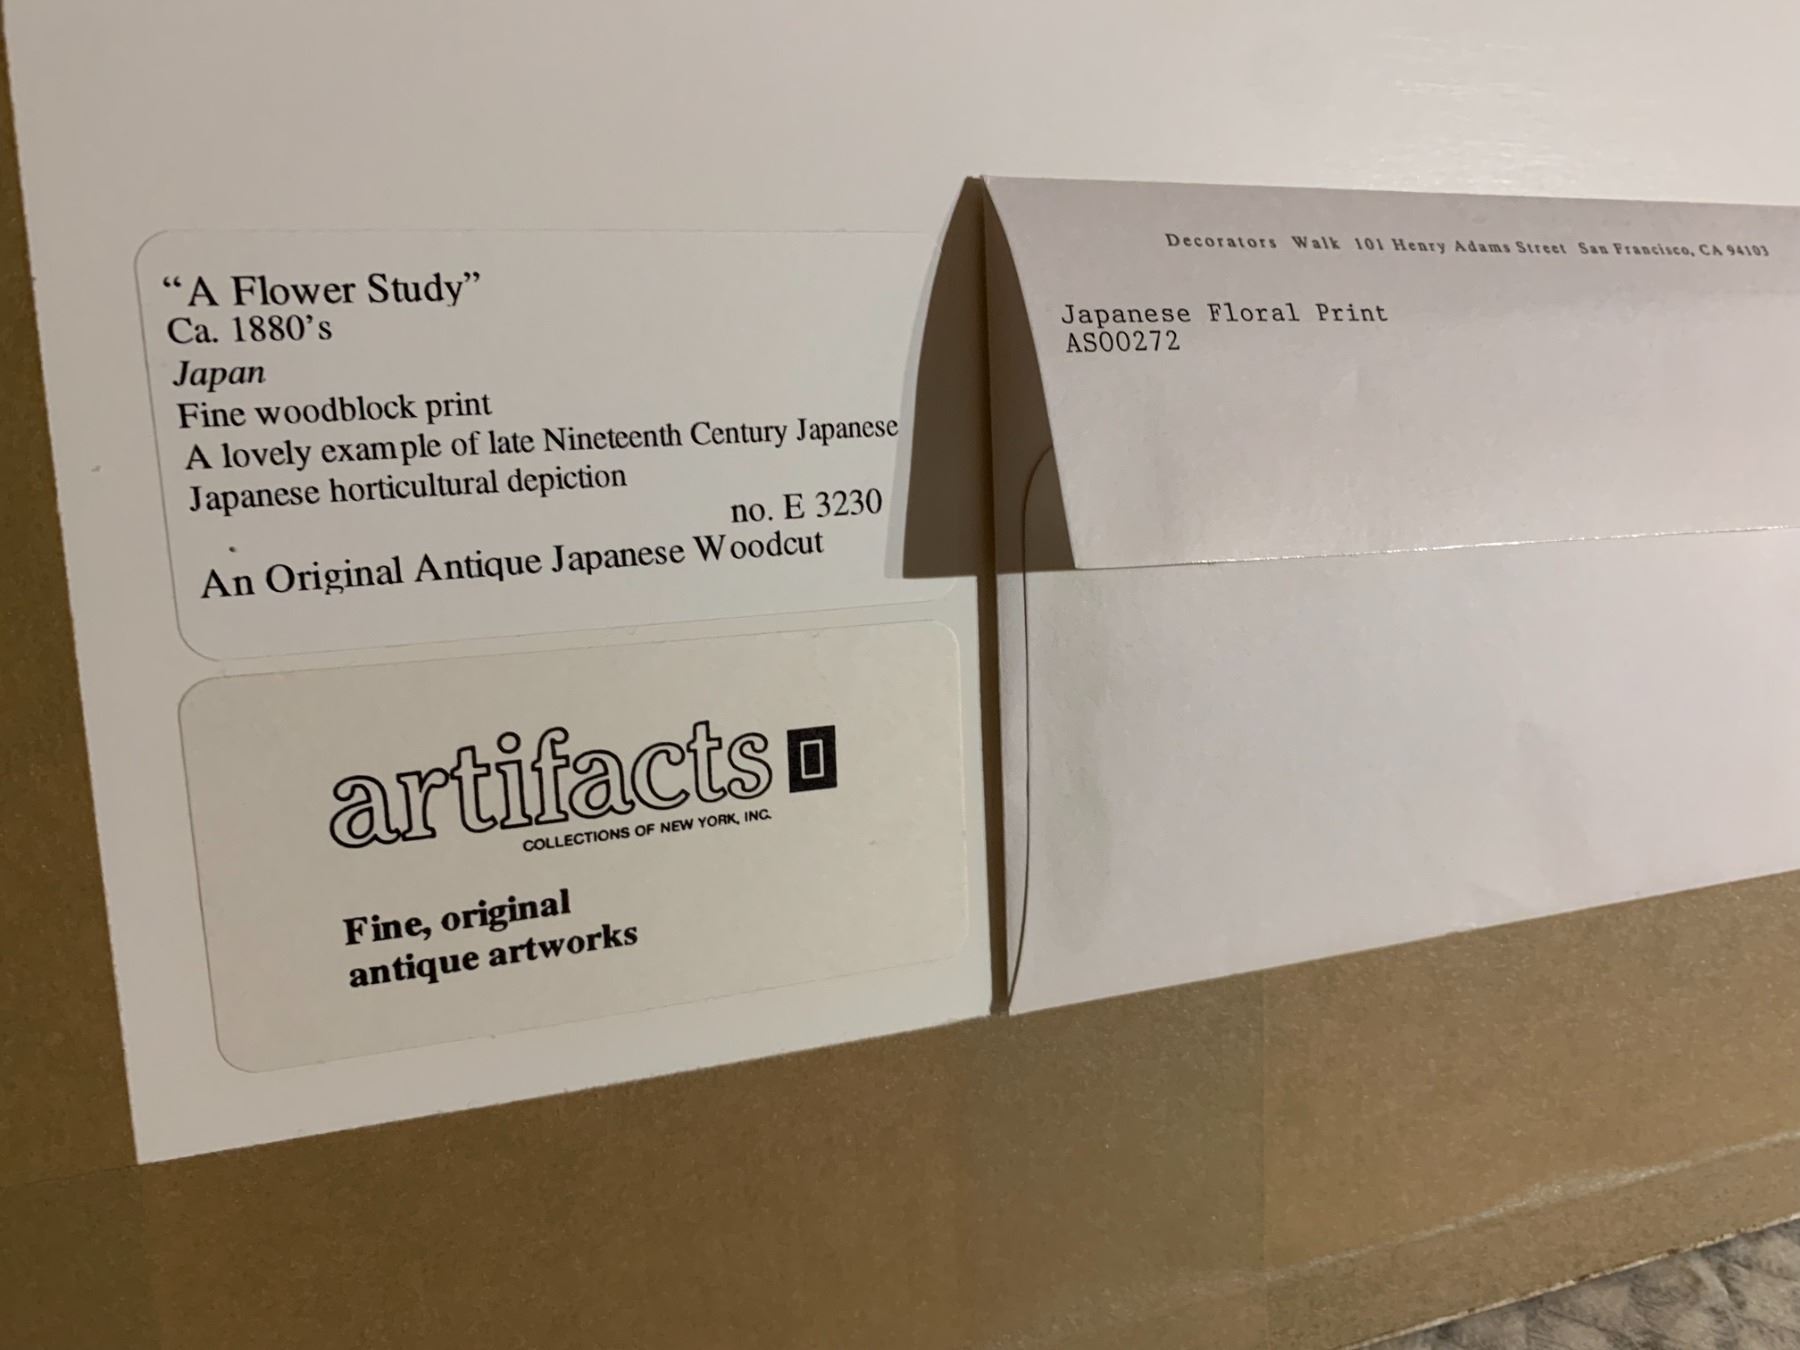 “A Flower Study”
Ca. 1880’s
Japan
Fine woodblock print
A lovely example of late Nineteenth Century Japanese
Japanese horticultural depiction
no. E 3230
An Original Antique Japanese Woodcut
artifacts
COLLECTIONS OF NEW YORK, INC.
Fine, original
antique artworks
Decorators Walk 101 Henry Adams Street San Francisco, CA 94103
Japanese Floral Print
AS00272